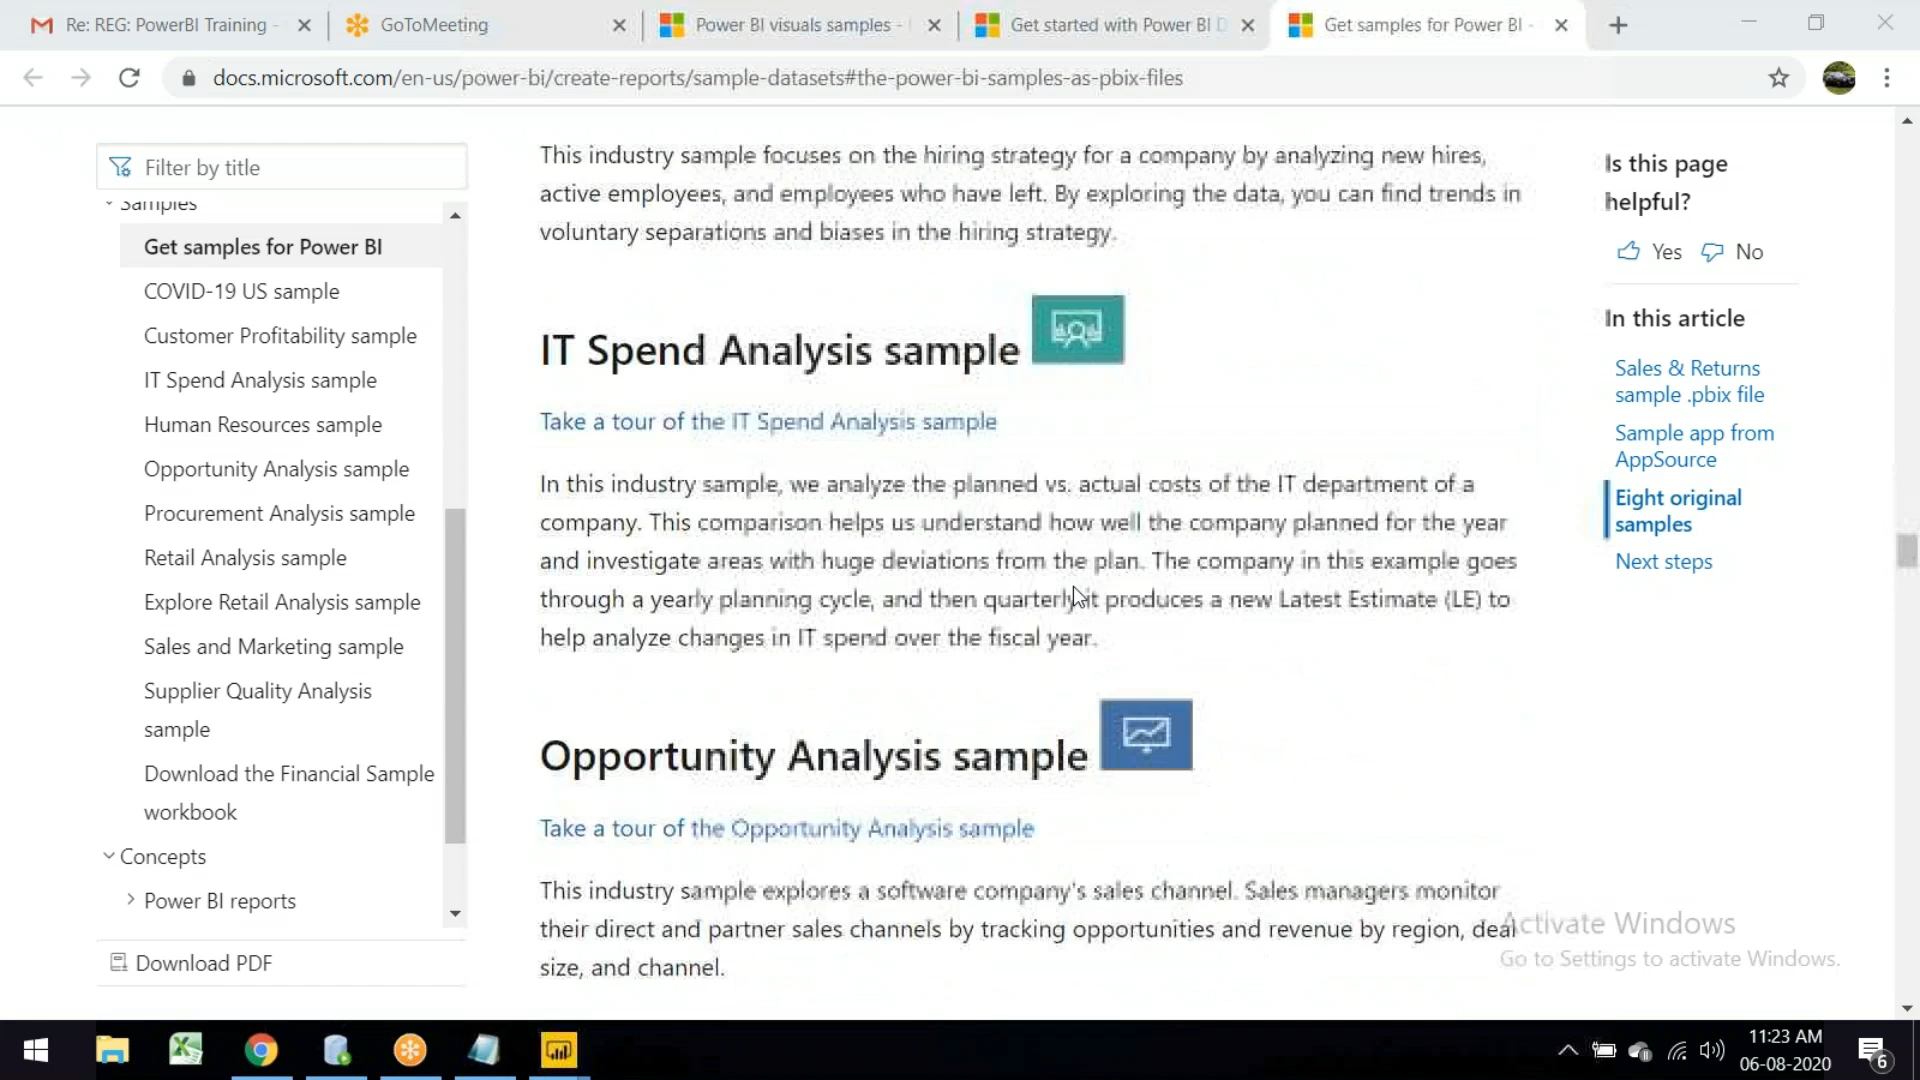 Re: REG: PowerBI Training -
GoToMeeting
Power BI visuals samples -
Get started with Power BI D
Get samples for Power BI -
docs.microsoft.com/en-us/power-bi/create-reports/sample-datasets#the-power-bi-samples-as-pbix-files
Filter by title
Samples
Get samples for Power BI
COVID-19 US sample
Customer Profitability sample
IT Spend Analysis sample
Human Resources sample
Opportunity Analysis sample
Procurement Analysis sample
Retail Analysis sample
Explore Retail Analysis sample
Sales and Marketing sample
Supplier Quality Analysis
sample
Download the Financial Sample
workbook
Concepts
Power BI reports
Download PDF
This industry sample focuses on the hiring strategy for a company by analyzing new hires,
active employees, and employees who have left. By exploring the data, you can find trends in
voluntary separations and biases in the hiring strategy.
IT Spend Analysis sample
Take a tour of the IT Spend Analysis sample
In this industry sample, we analyze the planned vs. actual costs of the IT department of a
company. This comparison helps us understand how well the company planned for the year
and investigate areas with huge deviations from the plan. The company in this example goes
through a yearly planning cycle, and then quarterly it produces a new Latest Estimate (LE) to
help analyze changes in IT spend over the fiscal year.
Opportunity Analysis sample
Take a tour of the Opportunity Analysis sample
This industry sample explores a software company's sales channel. Sales managers monitor
their direct and partner sales channels by tracking opportunities and revenue by region, deal
size, and channel.
Is this page
helpful?
Yes No
In this article
Sales & Returns
sample .pbix file
Sample app from
AppSource
Eight original
samples
Next steps
Activate Windows
Go to Settings to activate Windows.
11:23 AM
06-08-2020
6